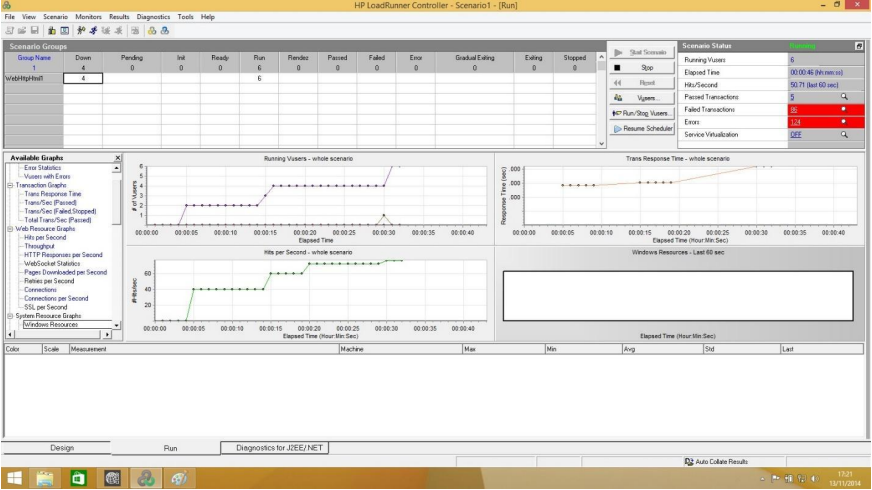 HP LoadRunner Controller - Scenario1 - [Run]
File View Scenario Monitors Results Diagnostics Tools Help
Scenario Groups
Group Name Down Pending Init Ready Run Rendez Passed Failed Error Gradual Exiting Exiting Stopped
1 4 0 0 0 6 0 0 0 0 0 0 0
WebHttpHtml1 4 6
Start Scenario
Stop
Reset
Vusers...
Run/Stop Vusers...
Resume Scheduler
Scenario Status Running
Running Vusers 6
Elapsed Time 00:00:46 (hh:mm:ss)
Hits/Second 50.71 (last 60 sec)
Passed Transactions 5
Failed Transactions 86
Errors 124
Service Virtualization OFF
Available Graphs X
Error Statistics
Vusers with Errors
Transaction Graphs
Trans Response Time
Trans/Sec (Passed)
Trans/Sec (Failed,Stopped)
Total Trans/Sec (Passed)
Web Resource Graphs
Hits per Second
Throughput
HTTP Responses per Second
WebSocket Statistics
Pages Downloaded per Second
Retries per Second
Connections
Connections per Second
SSL per Second
System Resource Graphs
Windows Resources
Running Vusers - whole scenario
# of Vusers
6
5
4
3
2
1
00:00:00 00:00:05 00:00:10 00:00:15 00:00:20 00:00:25 00:00:30 00:00:35 00:00:40
Elapsed Time
Trans Response Time - whole scenario
Response Time (sec)
000
000
00:00:00 00:00:05 00:00:10 00:00:15 00:00:20 00:00:25 00:00:30 00:00:35 00:00:40
Elapsed Time (Hour:Min:Sec)
Hits per Second - whole scenario
#Hits/sec
60
40
20
00:00:00 00:00:05 00:00:10 00:00:15 00:00:20 00:00:25 00:00:30 00:00:35 00:00:40
Elapsed Time (Hour:Min:Sec)
Windows Resources - Last 60 sec
Elapsed Time (Hour:Min:Sec)
Color Scale Measurement Machine Max Min Avg Std Last
Design Run Diagnostics for J2EE/.NET
Auto Collate Results
17:21
13/11/2014